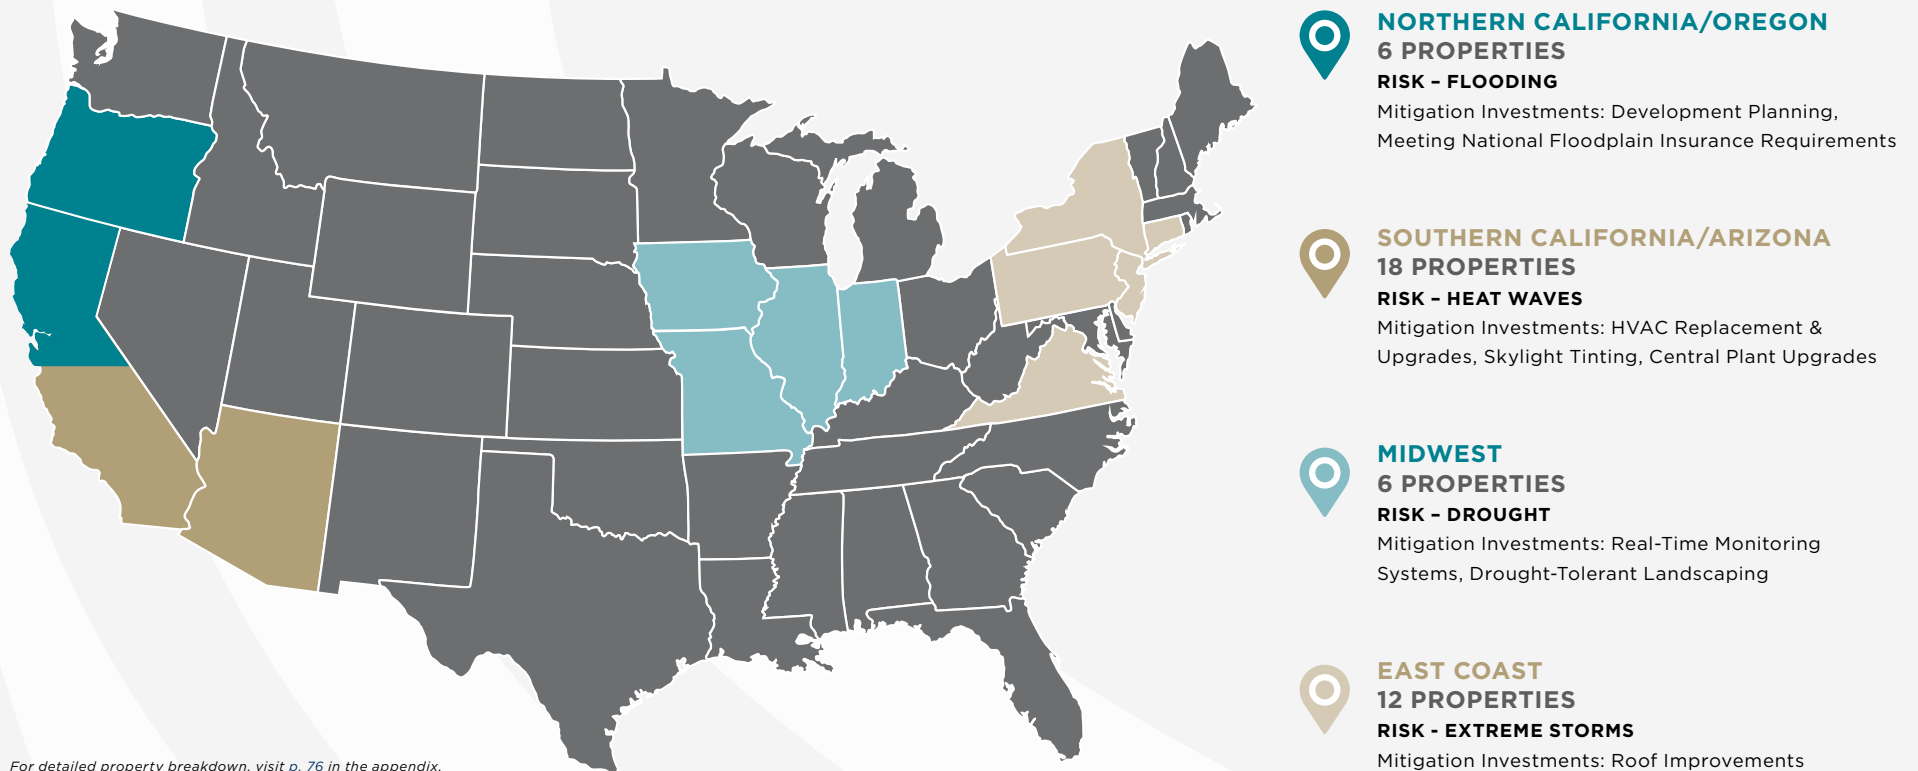 NORTHERN CALIFORNIA/OREGON
6 PROPERTIES
RISK – FLOODING
Mitigation Investments: Development Planning,
Meeting National Floodplain Insurance Requirements
SOUTHERN CALIFORNIA/ARIZONA
18 PROPERTIES
RISK – HEAT WAVES
Mitigation Investments: HVAC Replacement &
Upgrades, Skylight Tinting, Central Plant Upgrades
MIDWEST
6 PROPERTIES
RISK – DROUGHT
Mitigation Investments: Real-Time Monitoring
Systems, Drought-Tolerant Landscaping
EAST COAST
12 PROPERTIES
RISK - EXTREME STORMS
Mitigation Investments: Roof Improvements
For detailed property breakdown, visit p. 76 in the appendix.